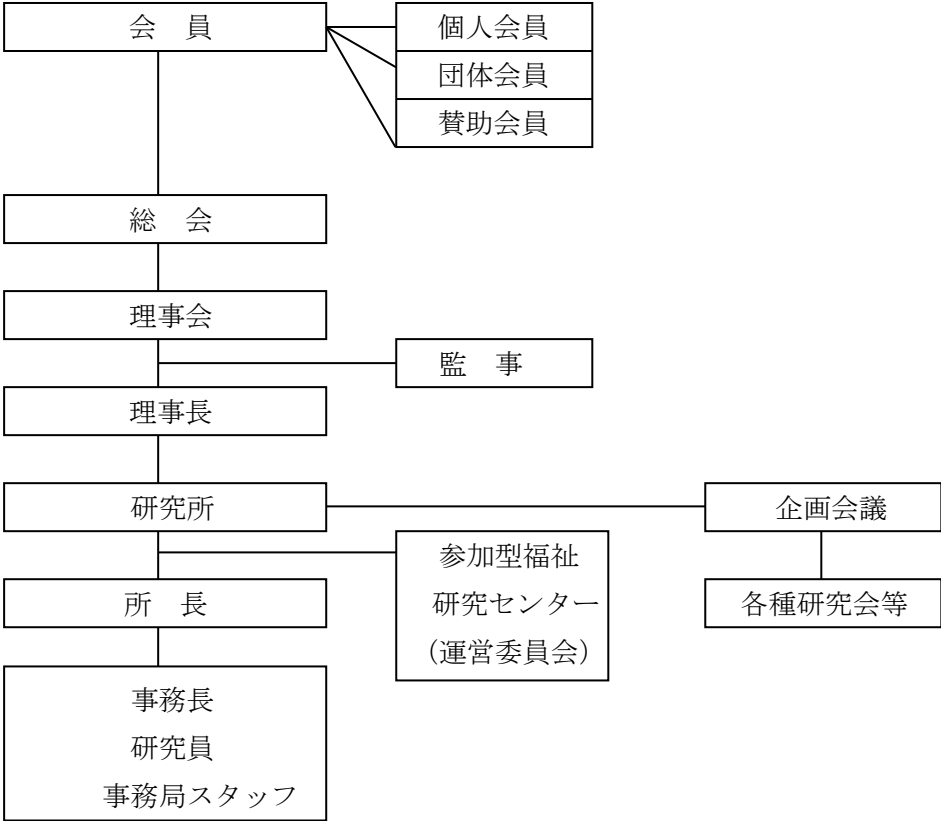 会　員
個人会員
団体会員
賛助会員
総　会
理事会
監　事
理事長
研究所
企画会議
参加型福祉
研究センター
（運営委員会）
所　長
各種研究会等
事務長
研究員
事務局スタッフ